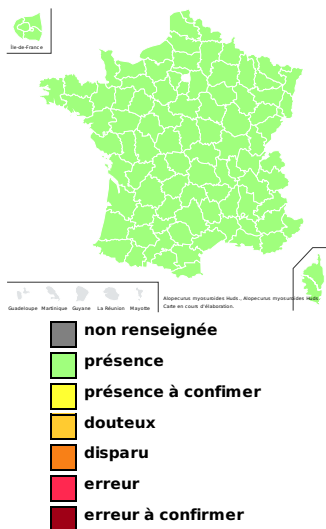 Île-de-France
Guadeloupe Martinique Guyane La Réunion Mayotte
Alopecurus myosuroides Huds., Alopecurus myosuroides Huds.
Carte en cours d'élaboration.
non renseignée
présence
présence à confimer
douteux
disparu
erreur
erreur à confirmer